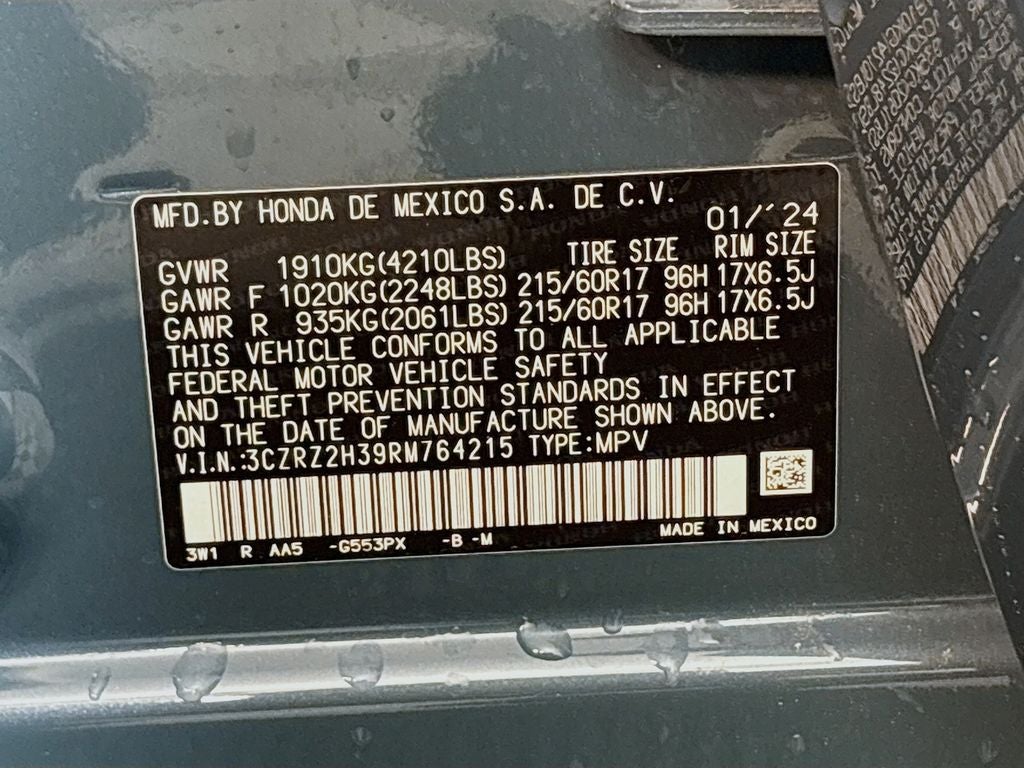 MFD.BY HONDA DE MEXICO S.A. DE C.V. 01/'24
GVWR 1910KG(4210LBS) TIRE SIZE RIM SIZE
GAWR F 1020KG(2248LBS) 215/60R17 96H 17X6.5J
GAWR R 935KG(2061LBS) 215/60R17 96H 17X6.5J
THIS VEHICLE CONFORMS TO ALL APPLICABLE
FEDERAL MOTOR VEHICLE SAFETY
AND THEFT PREVENTION STANDARDS IN EFFECT
ON THE DATE OF MANUFACTURE SHOWN ABOVE.
V.I.N.:3CZRZ2H39RM764215 TYPE:MPV
3W1 R AA5 -G553PX -B -M MADE IN MEXICO